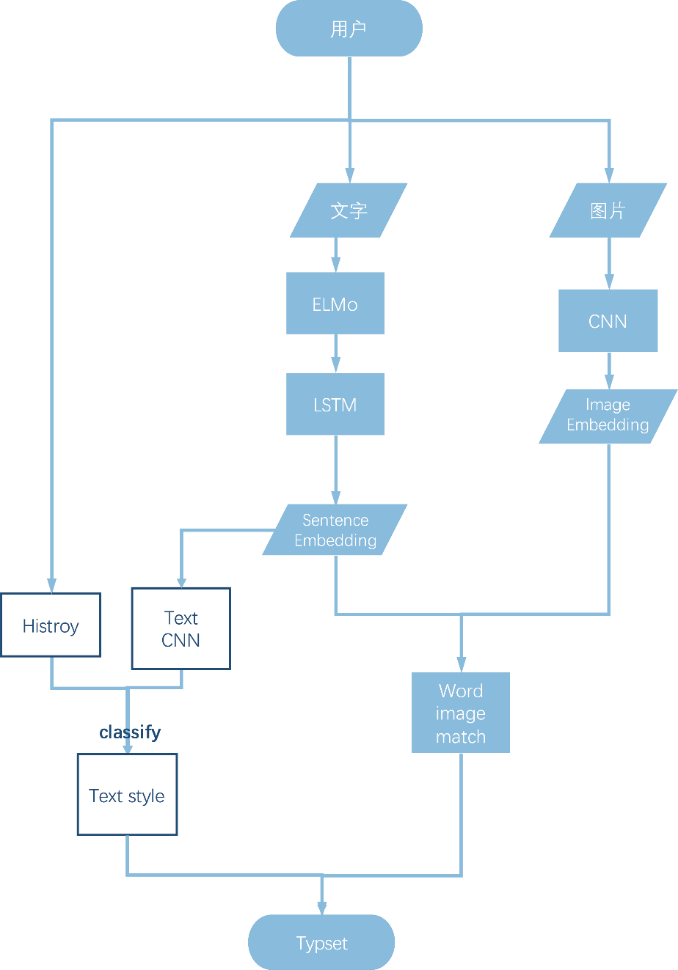 用户
文字
图片
ELMo
CNN
LSTM
Image
Embedding
Sentence
Embedding
Histroy
Text
CNN
Word
image
match
classify
Text style
Typset